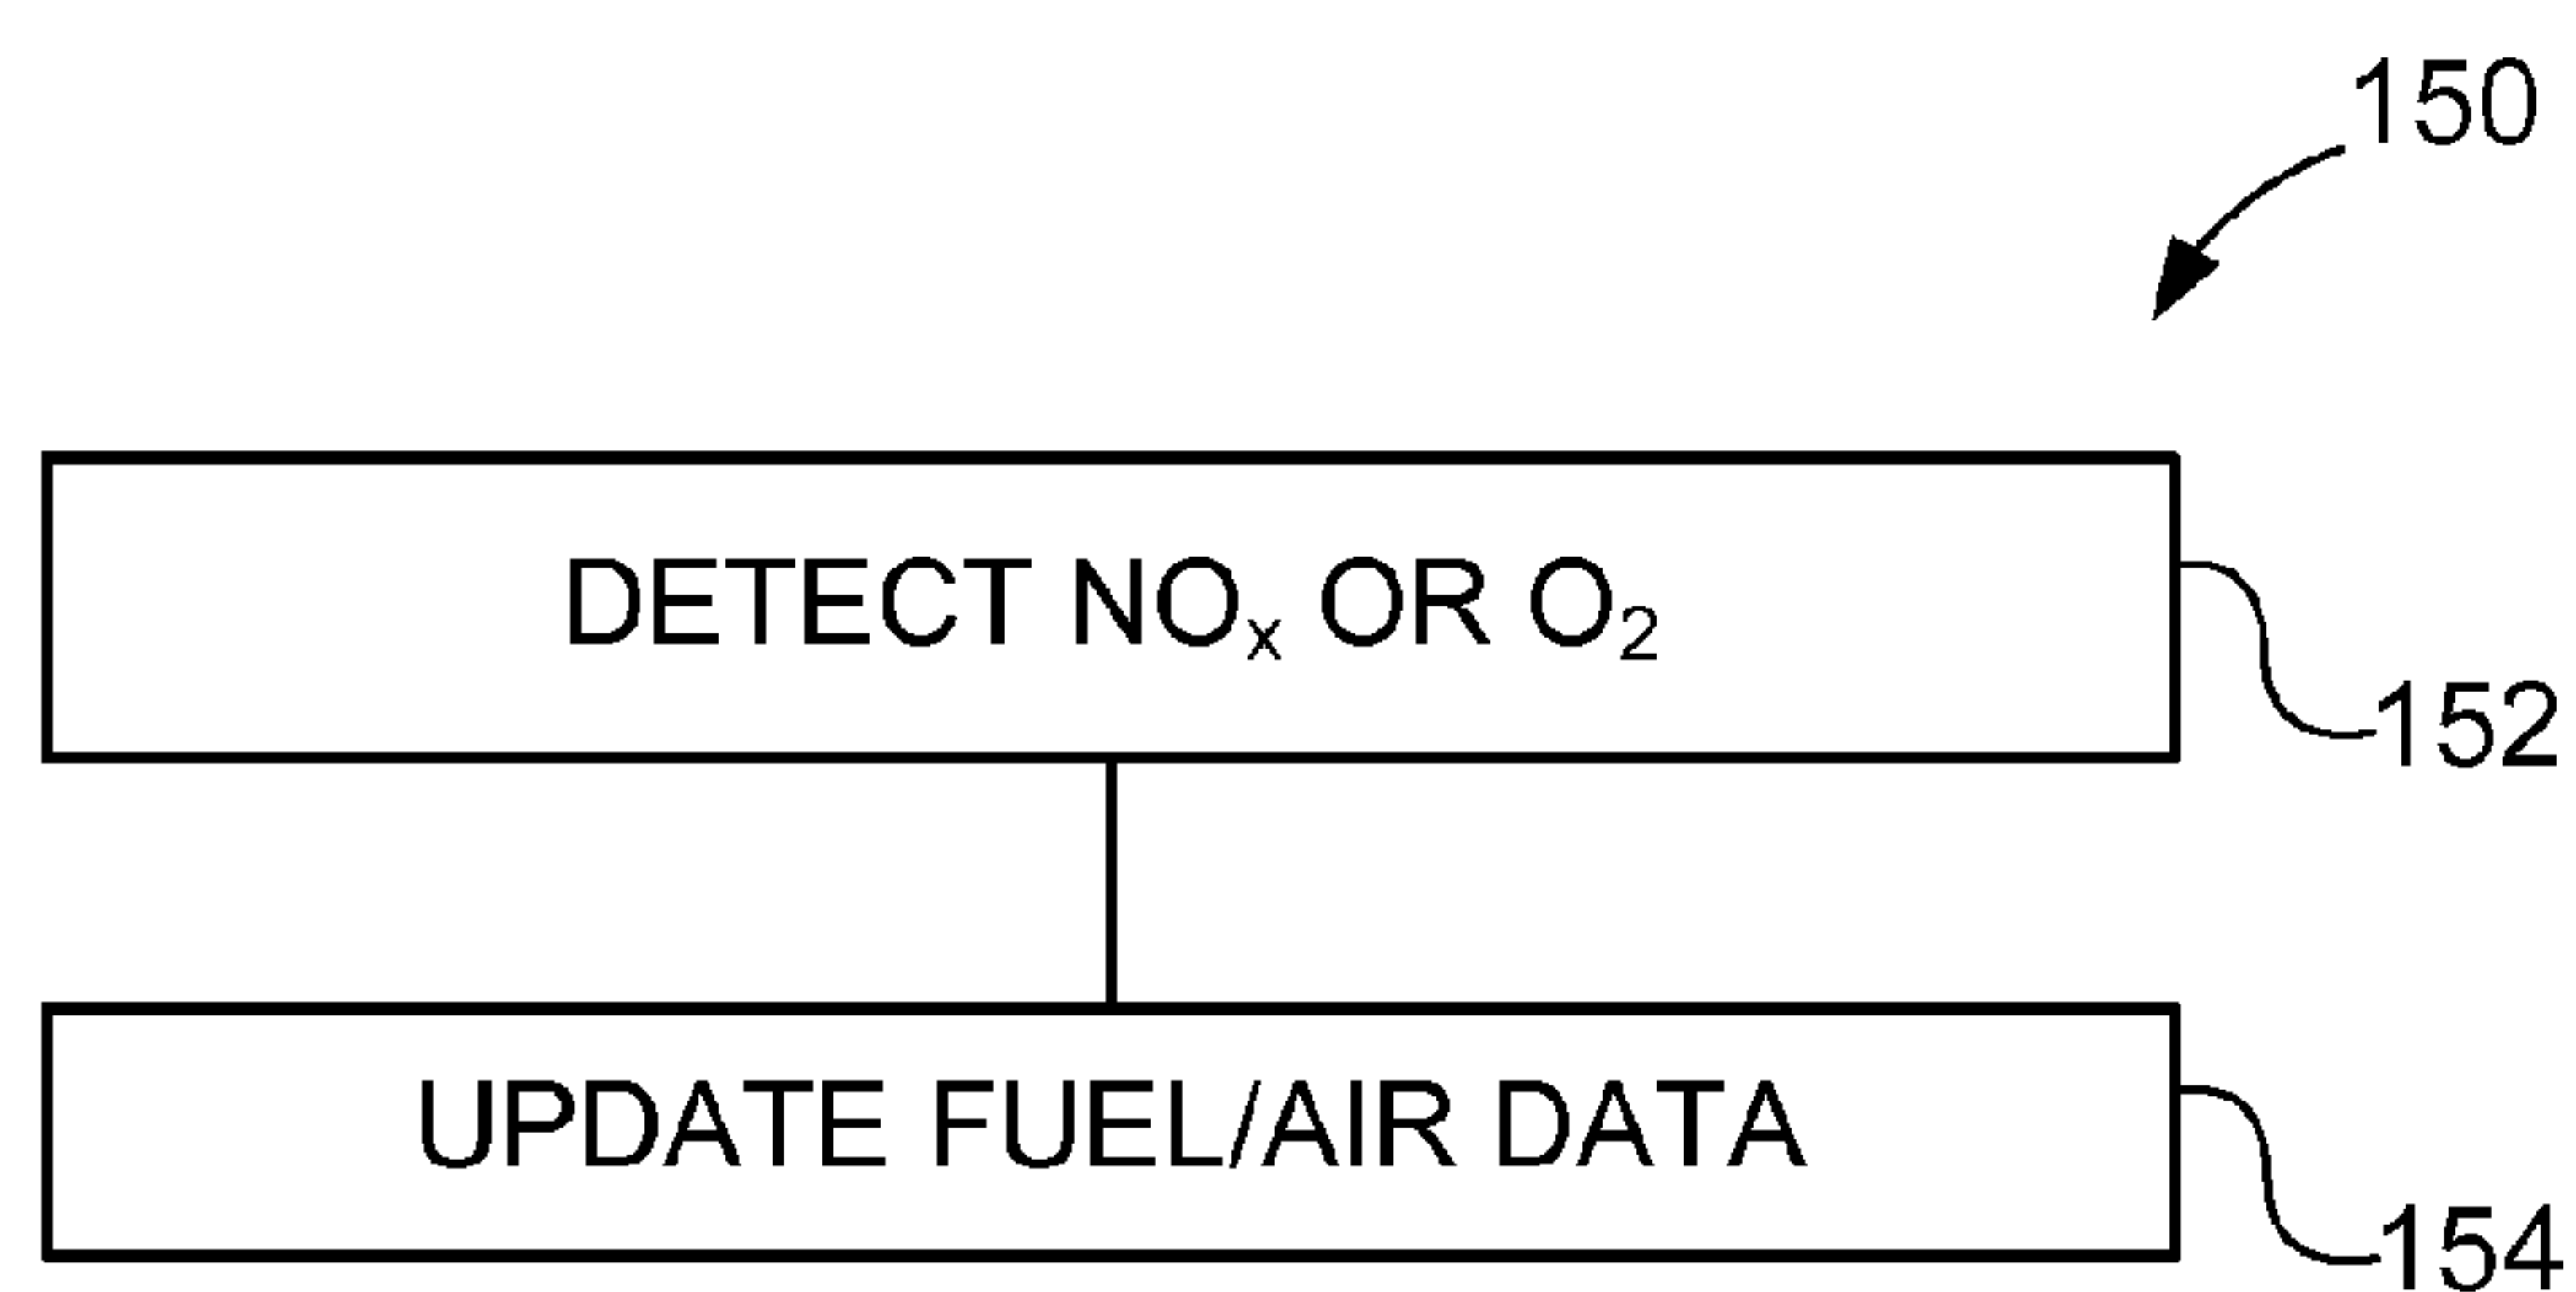 150
DETECT NOₓ OR O₂
152
UPDATE FUEL/AIR DATA
154